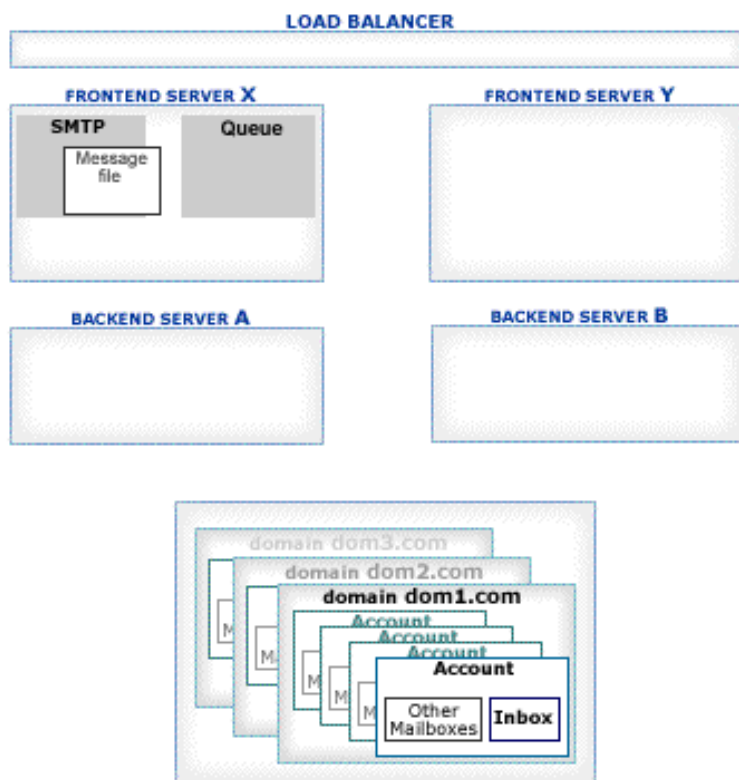 LOAD BALANCER
FRONTEND SERVER X
FRONTEND SERVER Y
SMTP
Queue
Message
file
BACKEND SERVER A
BACKEND SERVER B
domain dom3.com
domain dom2.com
domain dom1.com
Account
Account
Account
Account
M
M
M
M
M
Other
Mailboxes
Inbox